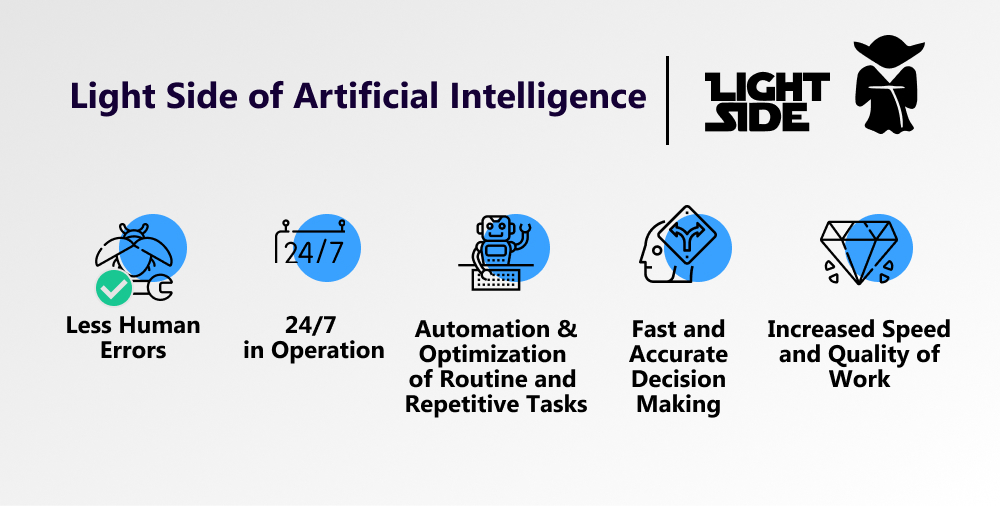 Light Side of Artificial Intelligence
LIGHT
SIDE
24/7
Less Human
Errors
24/7
in Operation
Automation &
Optimization
of Routine and
Repetitive Tasks
Fast and
Accurate
Decision
Making
Increased Speed
and Quality of
Work